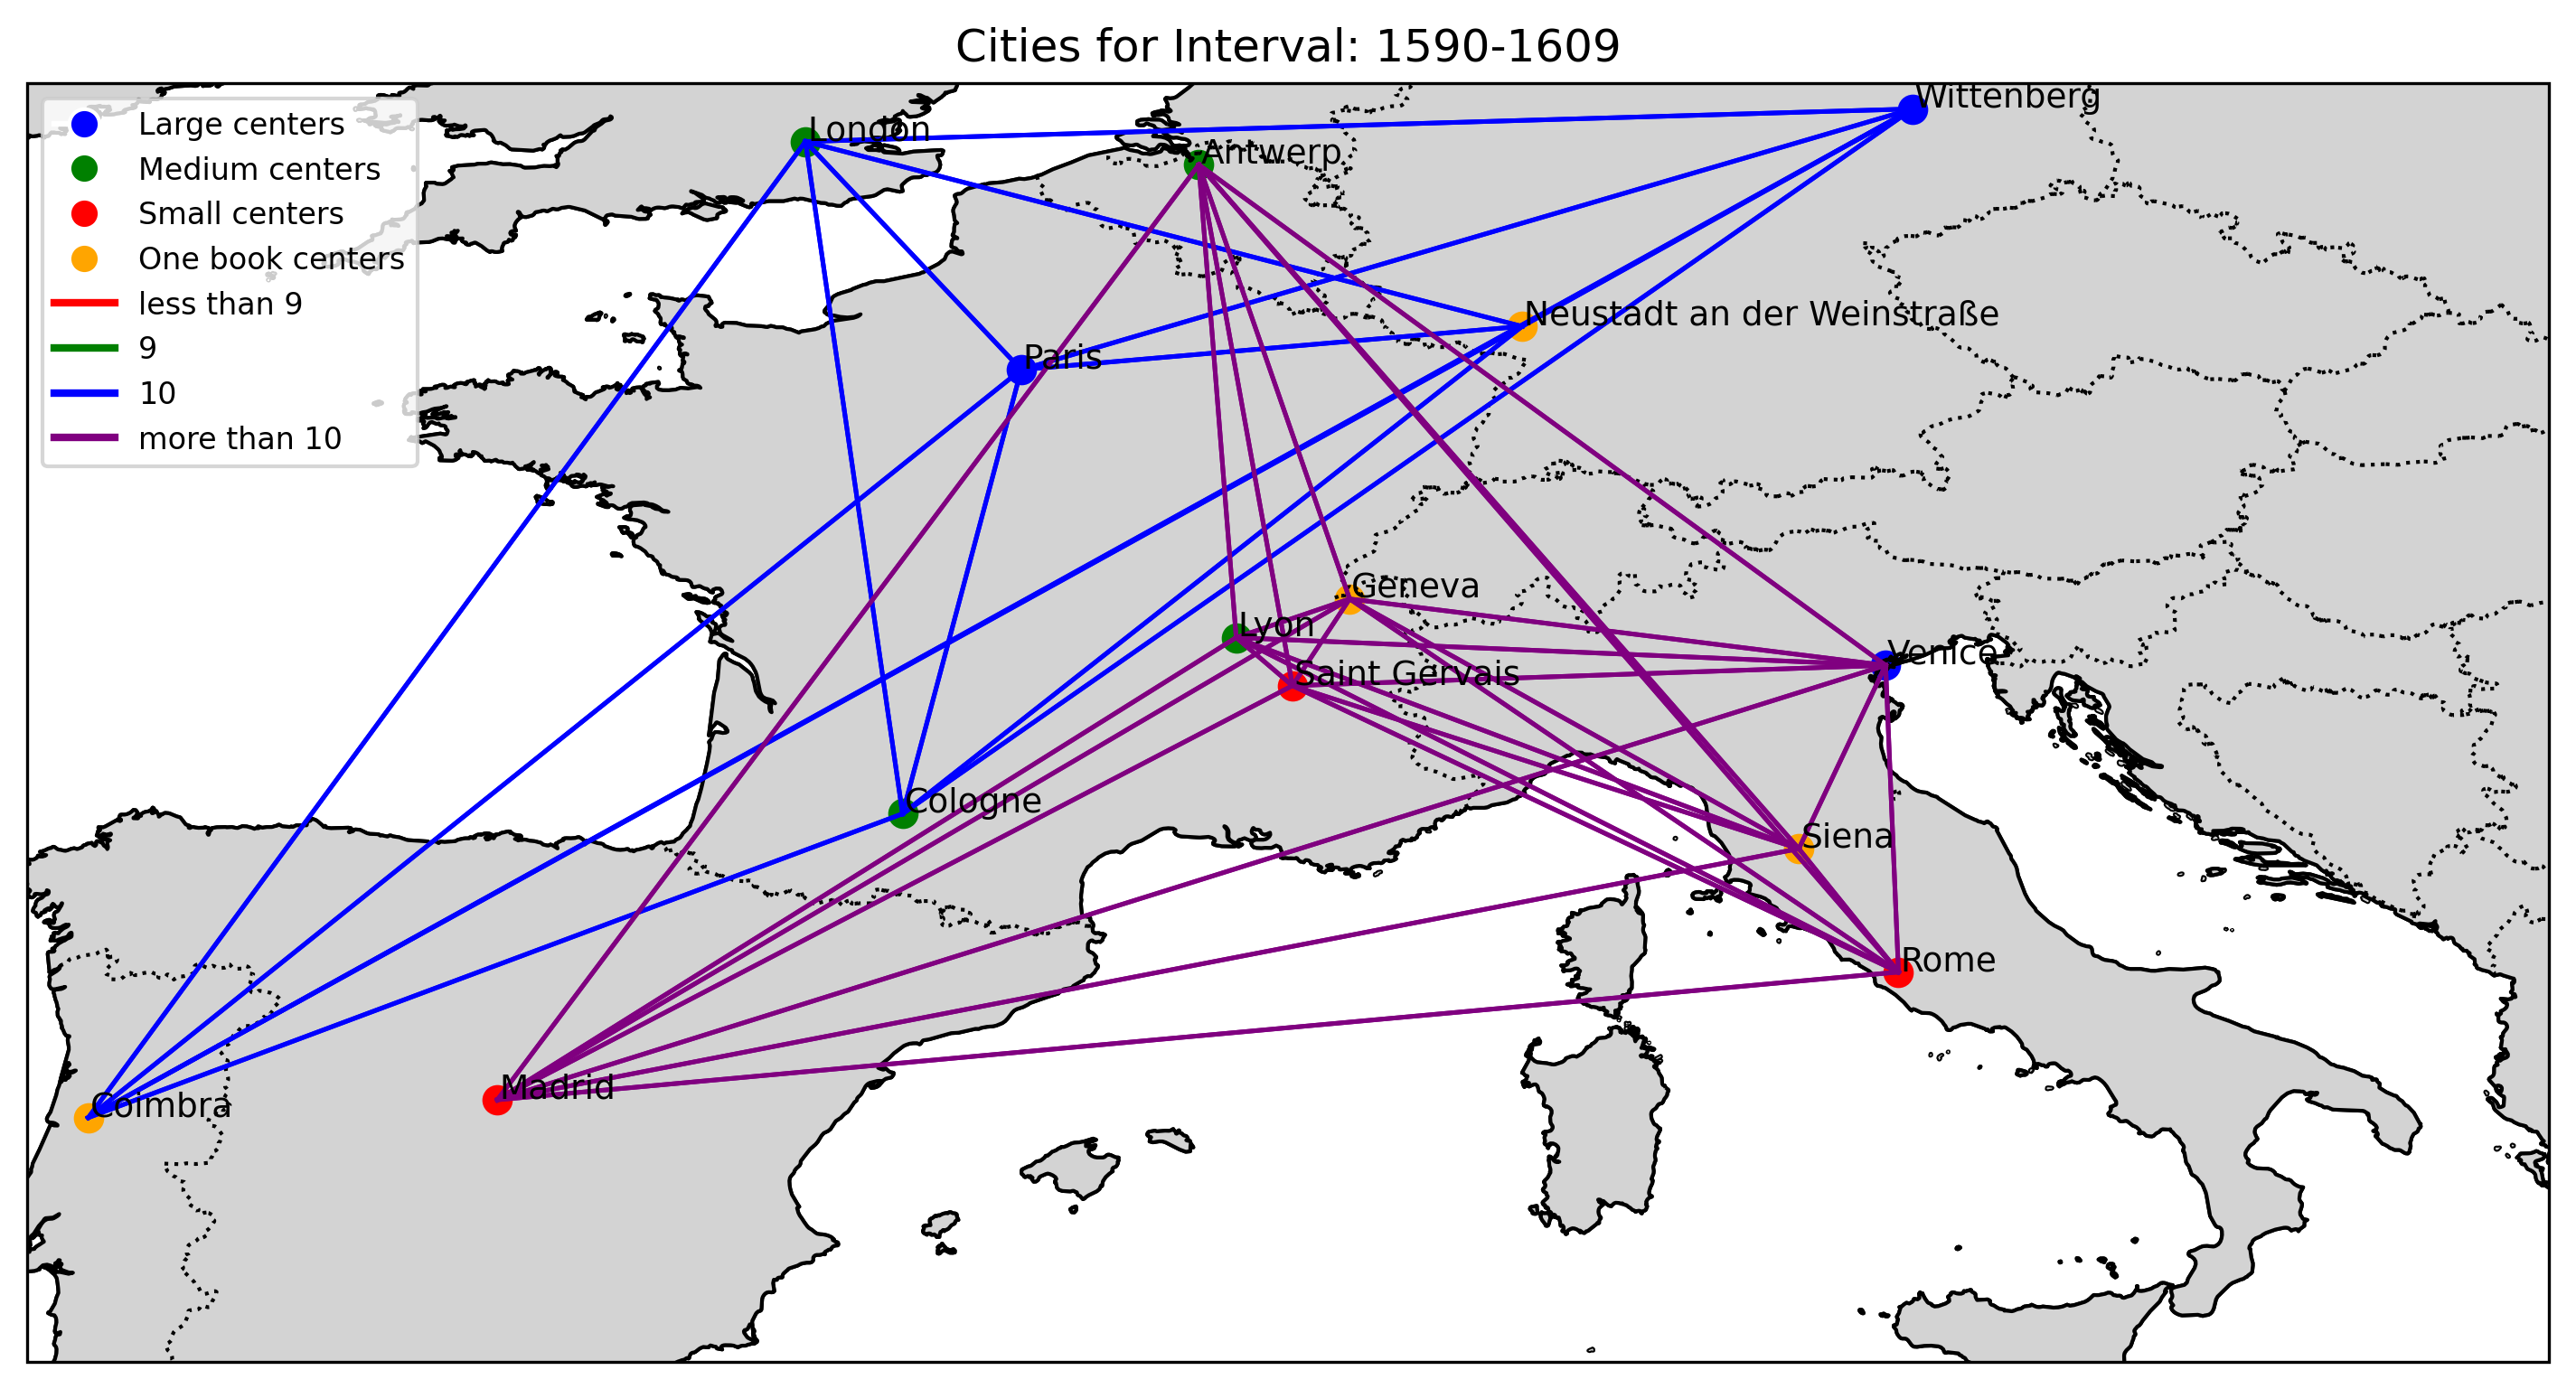 Cities for Interval: 1590-1609
Large centers
Medium centers
Small centers
One book centers
less than 9
9
10
more than 10
Wittenberg
London
Antwerp
Neustadt an der Weinstraße
Paris
Geneva
Lyon
Venice
Saint Gervais
Cologne
Siena
Rome
Madrid
Coimbra